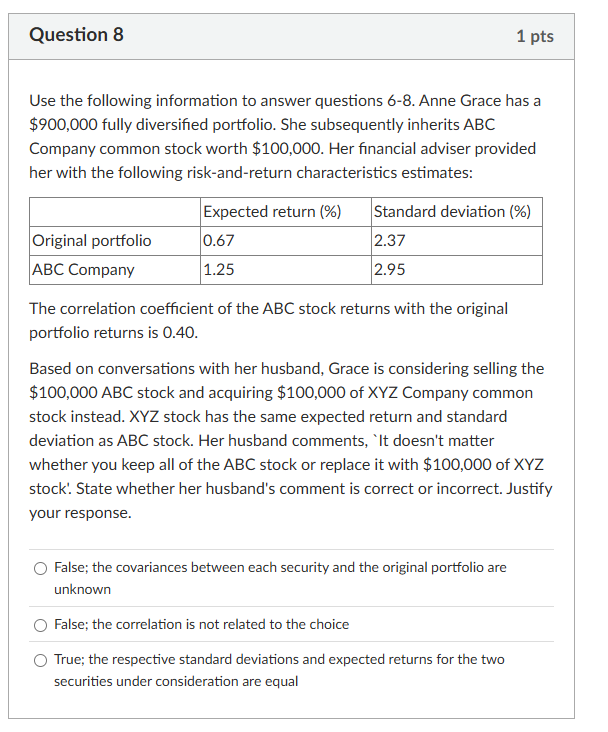 Question 8
1 pts
Use the following information to answer questions 6-8. Anne Grace has a
$900,000 fully diversified portfolio. She subsequently inherits ABC
Company common stock worth $100,000. Her financial adviser provided
her with the following risk-and-return characteristics estimates:
Expected return (%) Standard deviation (%)
Original portfolio 0.67 2.37
ABC Company 1.25 2.95
The correlation coefficient of the ABC stock returns with the original
portfolio returns is 0.40.
Based on conversations with her husband, Grace is considering selling the
$100,000 ABC stock and acquiring $100,000 of XYZ Company common
stock instead. XYZ stock has the same expected return and standard
deviation as ABC stock. Her husband comments, `It doesn't matter
whether you keep all of the ABC stock or replace it with $100,000 of XYZ
stock'. State whether her husband's comment is correct or incorrect. Justify
your response.
False; the covariances between each security and the original portfolio are
unknown
False; the correlation is not related to the choice
True; the respective standard deviations and expected returns for the two
securities under consideration are equal